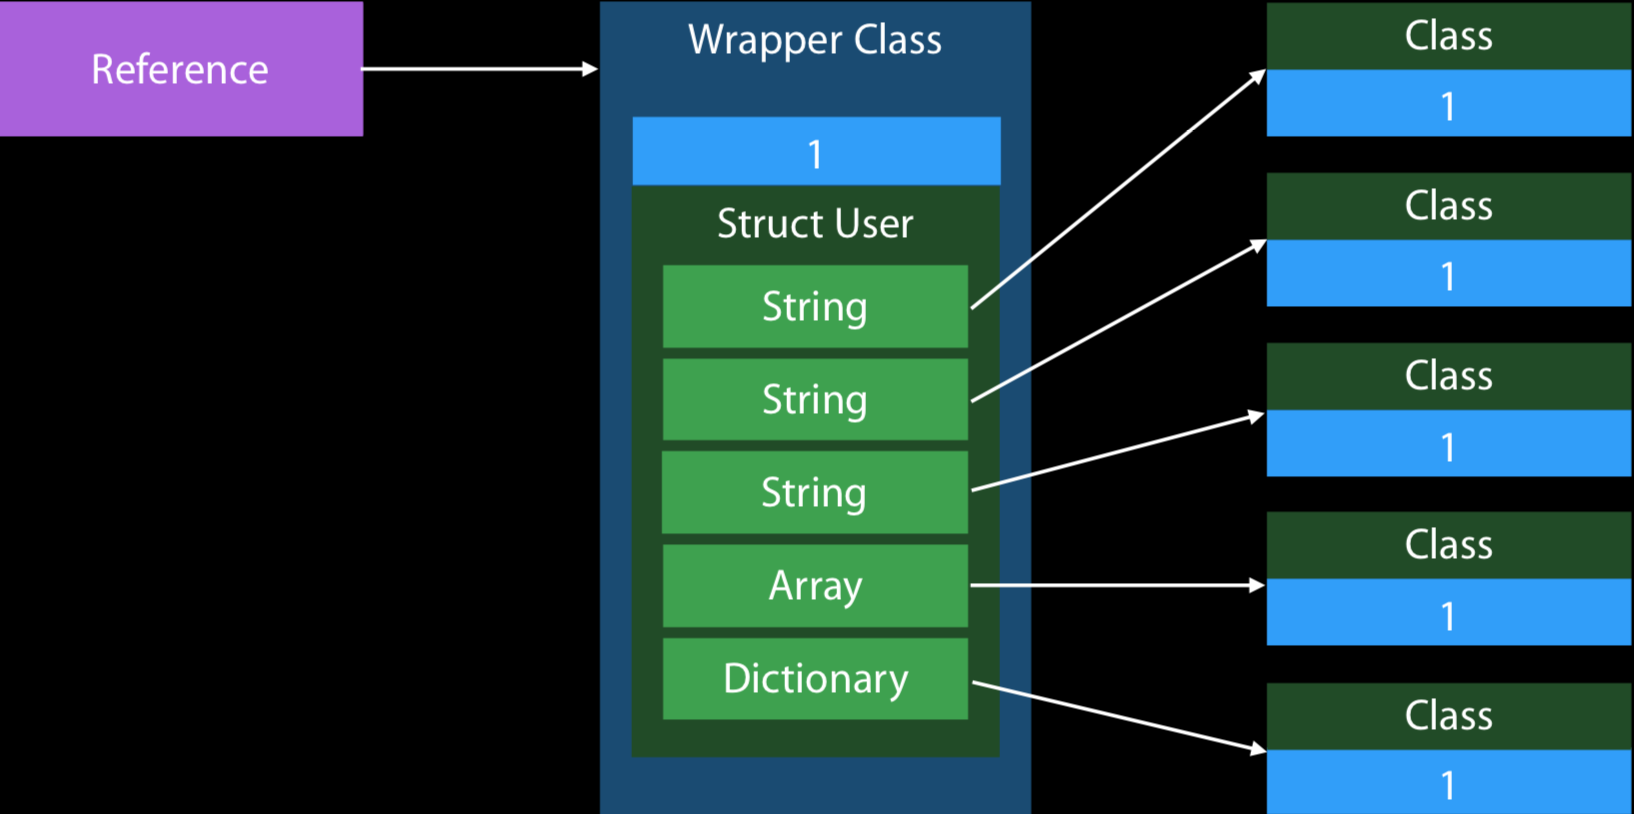 Reference
Wrapper Class
1
Struct User
String
String
String
Array
Dictionary
Class
1
Class
1
Class
1
Class
1
Class
1